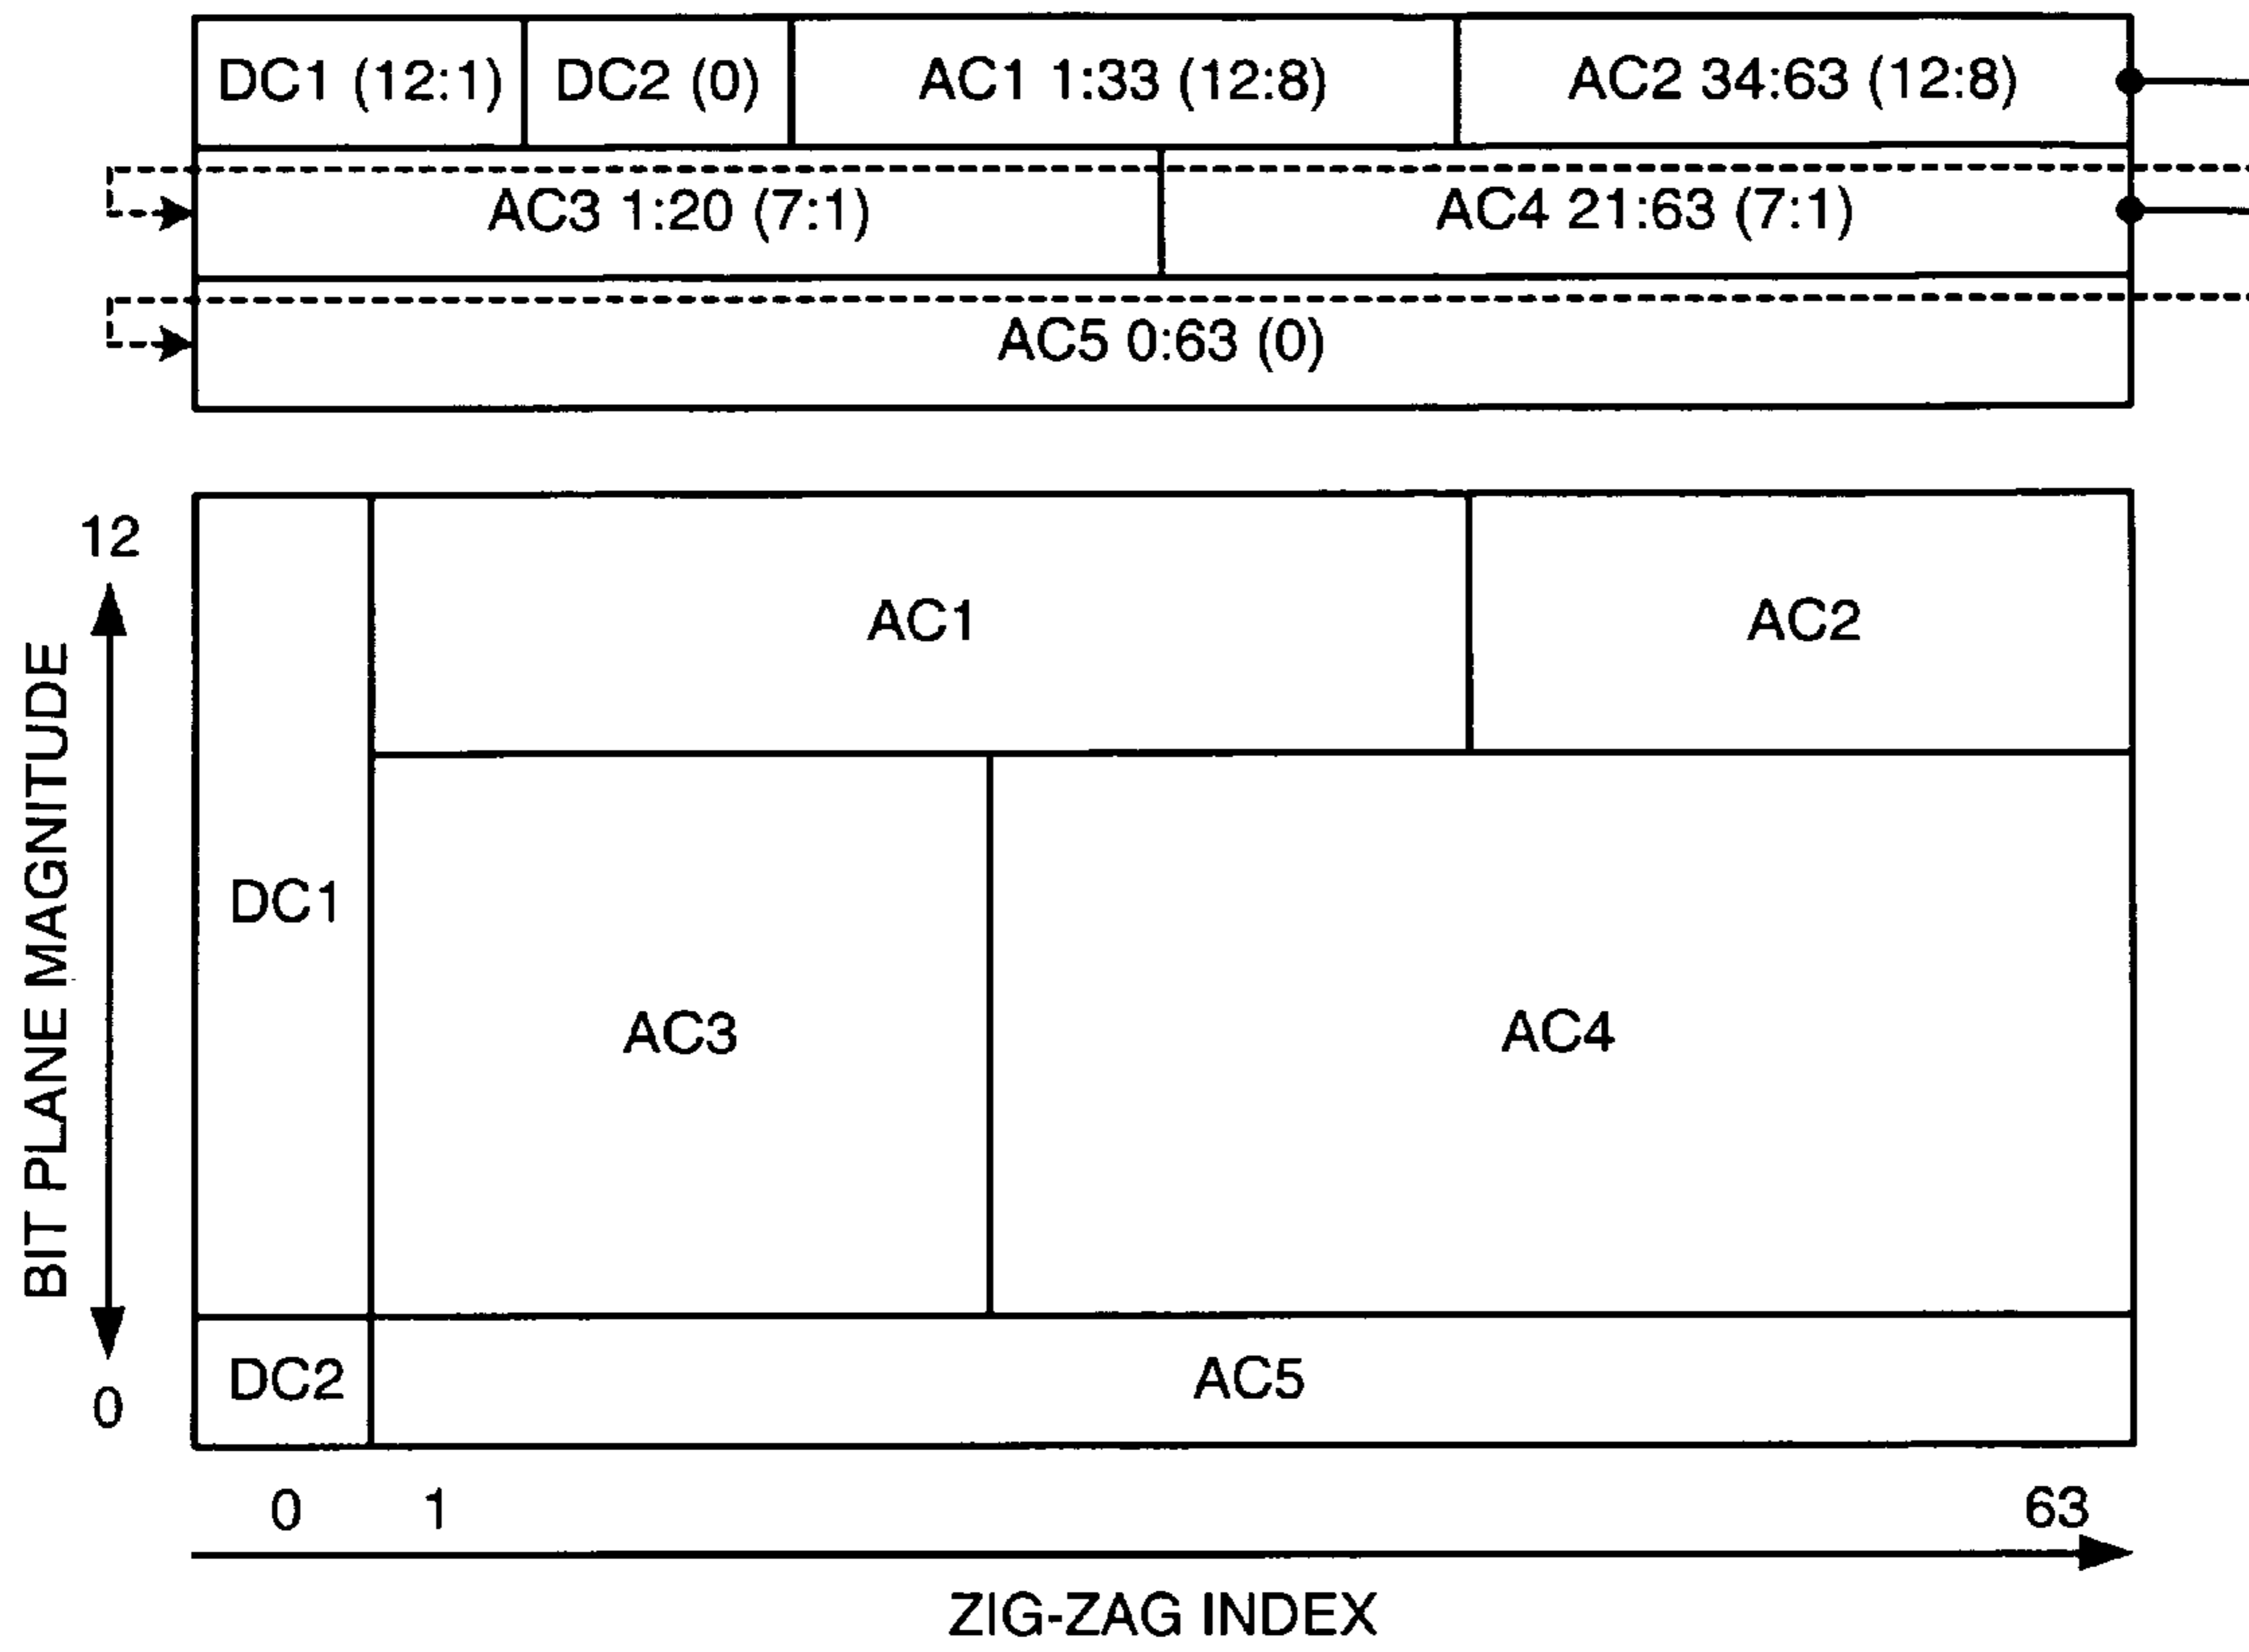 DC1 (12:1) DC2 (0) AC1 1:33 (12:8) AC2 34:63 (12:8)
AC3 1:20 (7:1) AC4 21:63 (7:1)
AC5 0:63 (0)
12
BIT PLANE MAGNITUDE
0
AC1 AC2
DC1
AC3 AC4
DC2 AC5
0 1 63
ZIG-ZAG INDEX